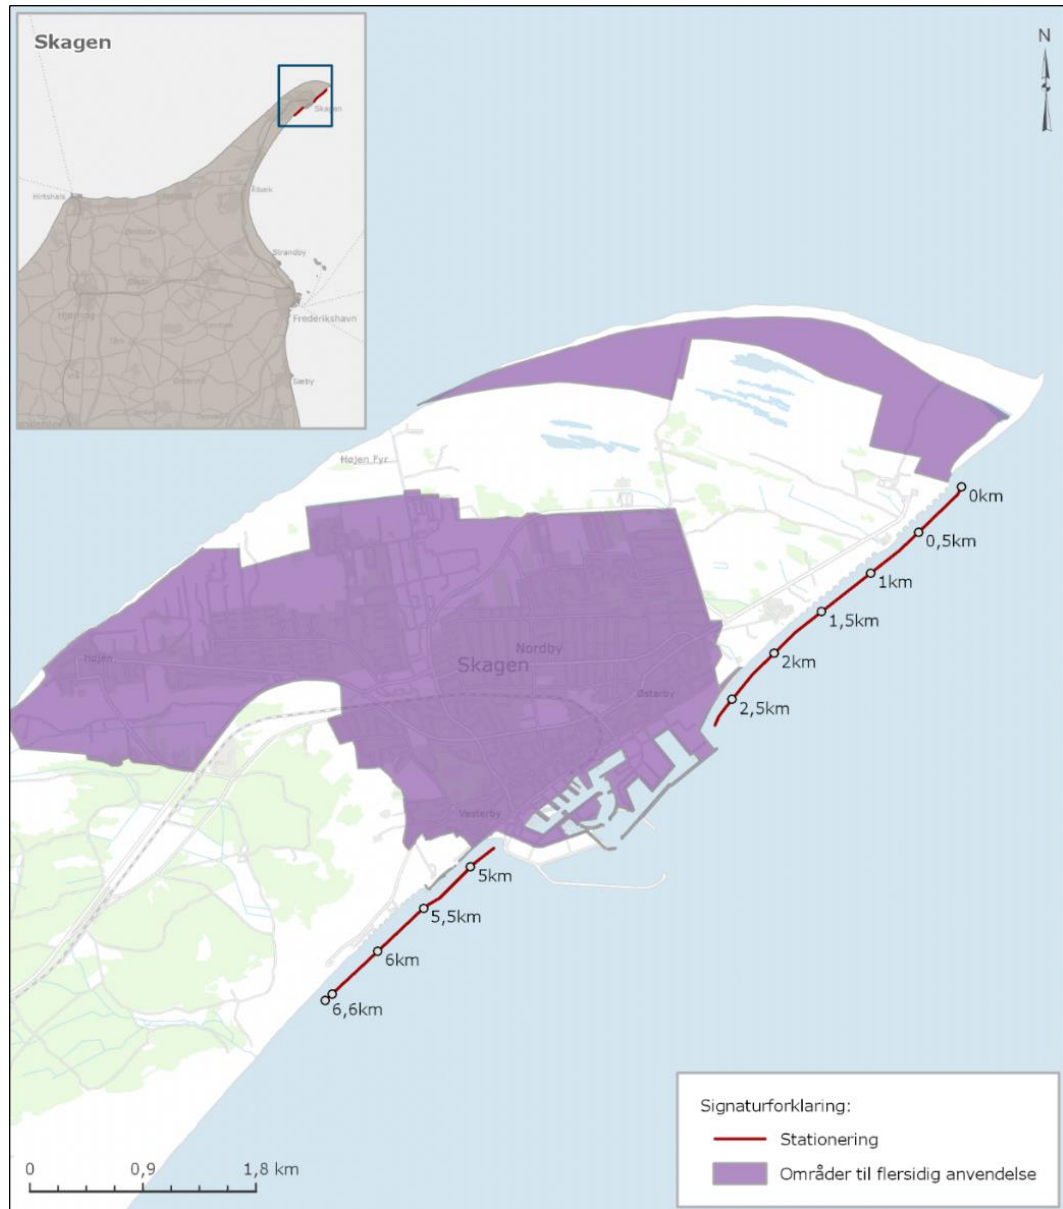 Skagen
N
Skagen
Hirtshals
Ålbæk
Strandby
Frederikshavn
Sæby
Højen Fyr
0km
0,5km
1km
1,5km
2km
2,5km
Nordby
Skagen
Højen
Østerby
Vesterby
5km
5,5km
6km
6,6km
Signaturforklaring:
Stationering
Områder til flersidig anvendelse
0 0,9 1,8 km